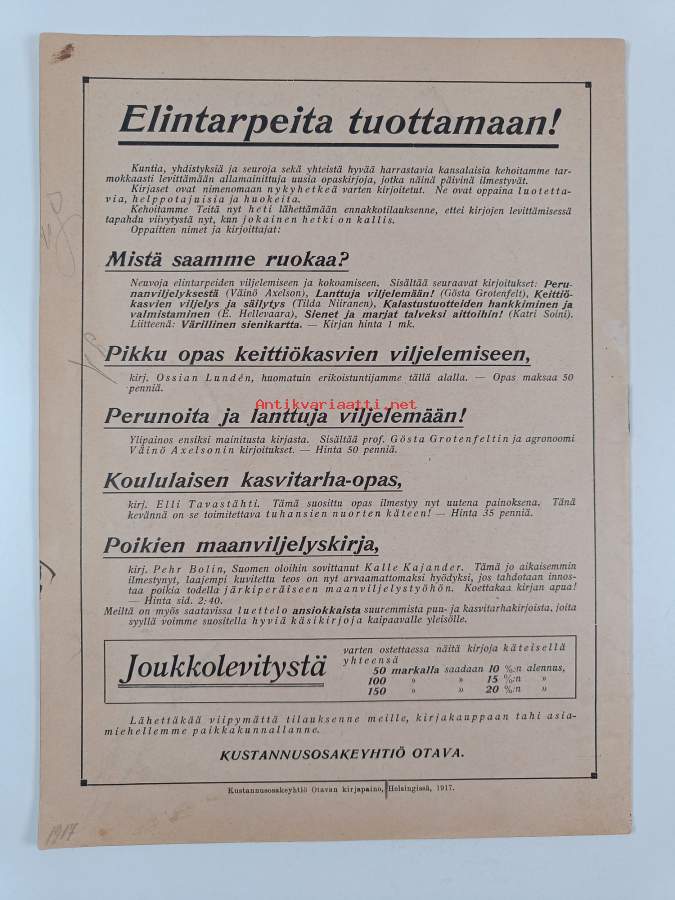 Elintarpeita tuottamaan!
Kuntia, yhdistyksiä ja seuroja sekä yhteistä hyvää harrastavia kansalaisia kehoitamme tar-
mokkaasti levittämään allamainittuja uusia opaskirjoja, jotka näinä päivinä ilmestyvät.
Kirjaset ovat nimenomaan nykyhetkeä varten kirjoitetut. Ne ovat oppaina luotetta-
via, helppotajuisia ja huokeita.
Kehoitamme Teitä nyt heti lähettämään ennakkotilauksenne, ettei kirjojen levittämisessä
tapahdu viivytystä nyt, kun jokainen hetki on kallis.
Oppaitten nimet ja kirjoittajat:
Mistä saamme ruokaa?
Neuvoja elintarpeiden viljelemiseen ja kokoamiseen. Sisältää seuraavat kirjoitukset: Peru-
nanviljelyksestä (Väinö Axelson), Lanttuja viljelemään! (Gösta Grotenfelt), Keittiö-
kasvien viljelys ja säilytys (Tilda Niiranen), Kalastustuotteiden hankkiminen ja
valmistaminen (E. Hellevaara), Sienet ja marjat talveksi aittoihin! (Katri Soini).
Liitteenä: Värillinen sienikartta. — Kirjan hinta 1 mk.
Pikku opas keittiökasvien viljelemiseen,
kirj. Ossian Lundén, huomatuin erikoistuntijamme tällä alalla. — Opas maksaa 50
penniä.
Antikvariaatti.net
Perunoita ja lanttuja viljelemään!
Ylipainos ensiksi mainitusta kirjasta. Sisältää prof. Gösta Grotenfeltin ja agronoomi
Väinö Axelsonin kirjoitukset. — Hinta 50 penniä.
Koululaisen kasvitarha-opas,
kirj. Elli Tavastähti. Tämä suosittu opas ilmestyy nyt uutena painoksena. Tänä
kevännä on se toimitettava tuhansien nuorten käteen! — Hinta 35 penniä.
Poikien maanviljelyskirja,
kirj. Pehr Bolin, Suomen oloihin sovittanut Kalle Kajander. Tämä jo aikaisemmin
ilmestynyt, laajempi kuvitettu teos on nyt arvaamattomaksi hyödyksi, jos tahdotaan innos-
taa poikia todella järkiperäiseen maanviljelystyöhön. Koettakaa kirjan apua!
— Hinta sid. 2:40.
Meiltä on myös saatavissa luettelo ansiokkaista suuremmista puu- ja kasvitarhakirjoista, joita
syyllä voimme suositella hyviä käsikirjoja kaipaavalle yleisölle.
Joukkolevitystä
varten ostettaessa näitä kirjoja käteisellä
yhteensä
50 markalla saadaan 10 %:n alennus,
100 » » 15 %:n »
150 » » 20 %:n »
Lähettäkää viipymättä tilauksenne meille, kirjakauppaan tahi asia-
miehellemme paikkakunnallanne.
KUSTANNUSOSAKEYHTIÖ OTAVA.
Kustannusosakeyhtiö Otavan kirjapaino, Helsingissä, 1917.
1917